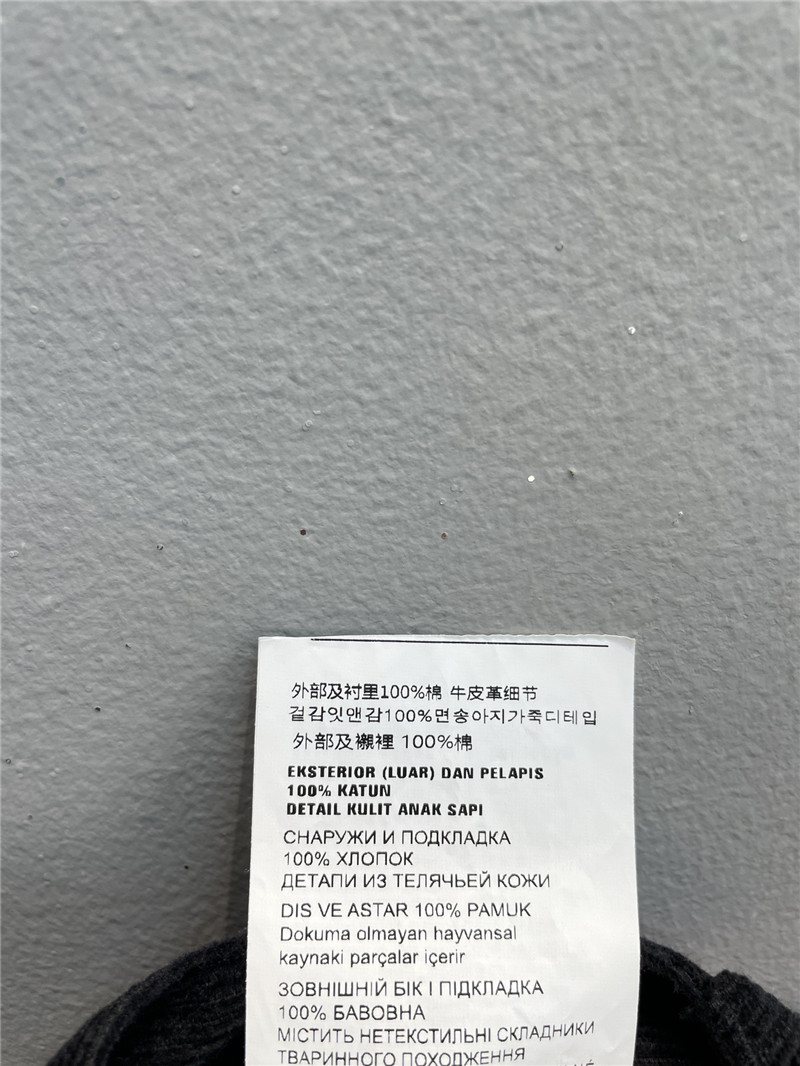 外部及衬里100%棉 牛皮革细节
겉감잇앤감100%면송아지가죽디테입
外部及襯裡 100%棉
EKSTERIOR (LUAR) DAN PELAPIS
100% KATUN
DETAIL KULIT ANAK SAPI
СНАРУЖИ И ПОДКЛАДКА
100% ХЛОПОК
ДЕТАПИ ИЗ ТЕЛЯЧЬЕЙ КОЖИ
DIS VE ASTAR 100% PAMUK
Dokuma olmayan hayvansal
kaynaki parçalar içerir
ЗОВНІШНІЙ БІК І ПІДКЛАДКА
100% БАВОВНА
МІСТИТЬ НЕТЕКСТИЛЬНІ СКЛАДНИКИ
ТВАРИННОГО ПОХОДЖЕННЯ